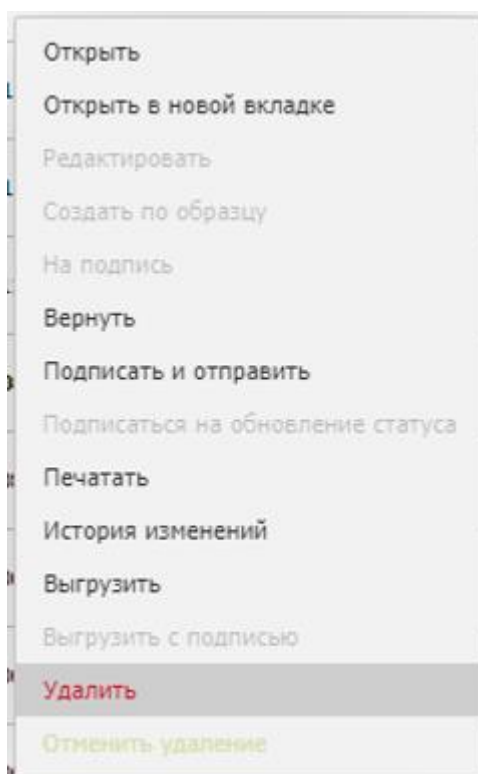 Открыть
Открыть в новой вкладке
Редактировать
Создать по образцу
На подпись
Вернуть
Подписать и отправить
Подписаться на обновление статуса
Печатать
История изменений
Выгрузить
Выгрузить с подписью
Удалить
Отменить удаление